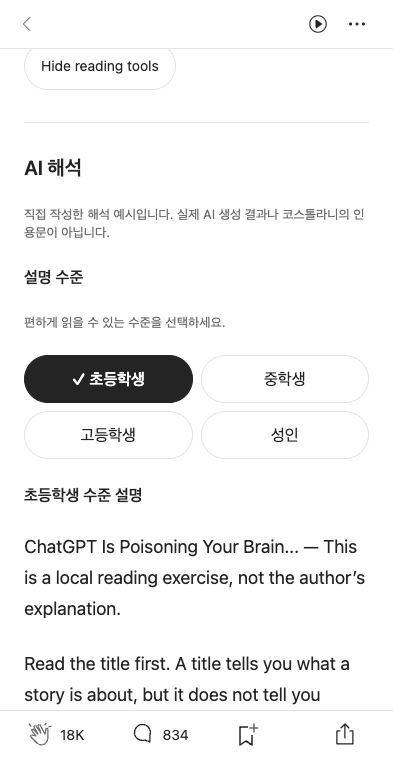 Hide reading tools
AI 해석
직접 작성한 해석 예시입니다. 실제 AI 생성 결과나 코스톨라니의 인
용문이 아닙니다.
설명 수준
편하게 읽을 수 있는 수준을 선택하세요.
✓ 초등학생
중학생
고등학생
성인
초등학생 수준 설명
ChatGPT Is Poisoning Your Brain... — This
is a local reading exercise, not the author’s
explanation.
Read the title first. A title tells you what a
story is about, but it does not tell you
18K
834